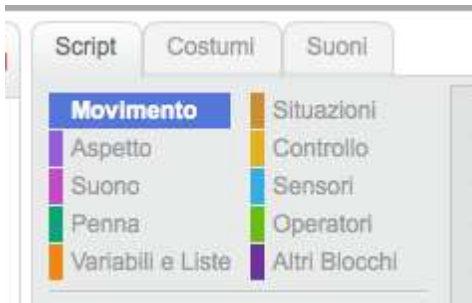 Script Costumi Suoni
Movimento Situazioni
Aspetto Controllo
Suono Sensori
Penna Operatori
Variabili e Liste Altri Blocchi